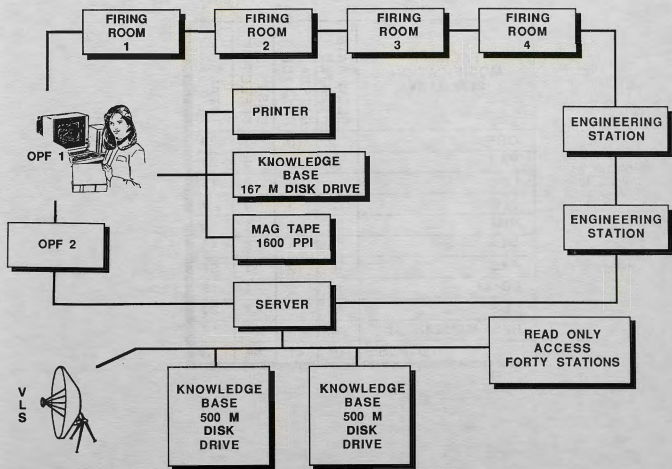 FIRING
ROOM
1
FIRING
ROOM
2
FIRING
ROOM
3
FIRING
ROOM
4
OPF 1
PRINTER
KNOWLEDGE
BASE
167 M DISK DRIVE
MAG TAPE
1600 PPI
ENGINEERING
STATION
ENGINEERING
STATION
OPF 2
SERVER
READ ONLY
ACCESS
FORTY STATIONS
V
L
S
KNOWLEDGE
BASE
500 M
DISK
DRIVE
KNOWLEDGE
BASE
500 M
DISK
DRIVE